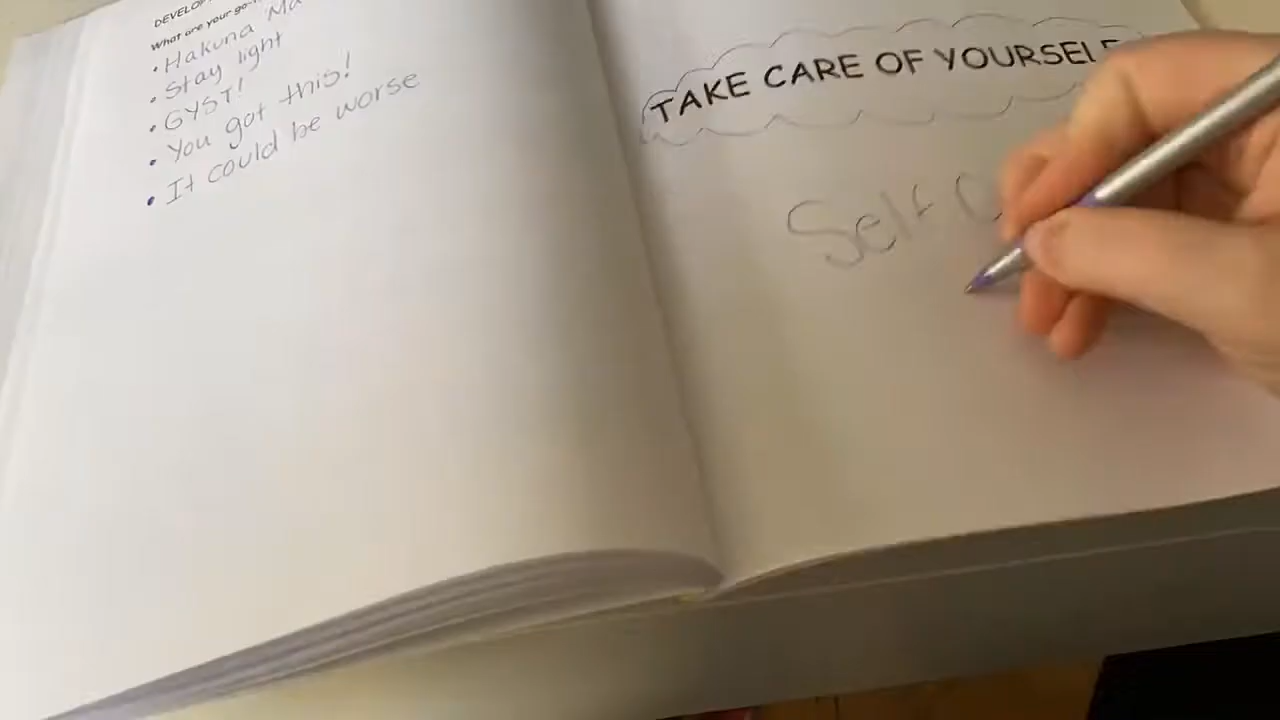 What are your go-
• Hakuna Ma
• Stay light
• GYST!
• You got this!
• It could be worse
TAKE CARE OF YOURSELF
Self C